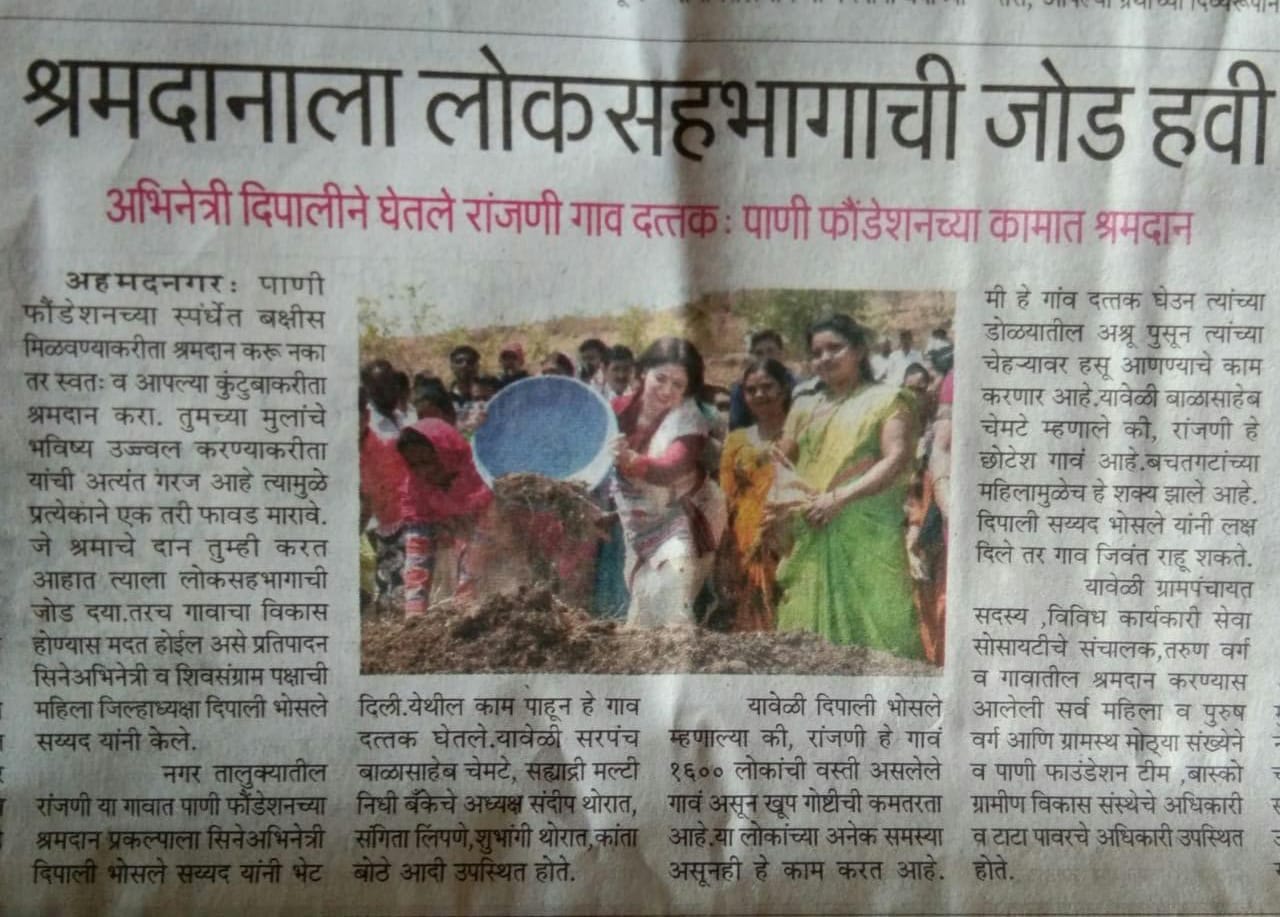 श्रमदानाला लोकसहभागाची जोड हवी
अभिनेत्री दिपालीने घेतले रांजणी गाव दत्तक : पाणी फौंडेशनच्या कामात श्रमदान
अहमदनगर: पाणी
फौंडेशनच्या स्पंर्धेत बक्षीस
मिळवण्याकरीता श्रमदान करू नका
तर स्वतः व आपल्या कुंटुबाकरीता
श्रमदान करा. तुमच्या मुलांचे
भविष्य उज्ज्वल करण्याकरीता
यांची अत्यंत गरज आहे त्यामुळे
प्रत्येकाने एक तरी फावड मारावे.
जे श्रमाचे दान तुम्ही करत
आहात त्याला लोकसहभागाची
जोड दया.तरच गावाचा विकास
होण्यास मदत होईल असे प्रतिपादन
सिनेअभिनेत्री व शिवसंग्राम पक्षाची
महिला जिल्हाध्यक्षा दिपाली भोसले
सय्यद यांनी केले.
नगर तालुक्यातील
रांजणी या गावात पाणी फौंडेशनच्या
श्रमदान प्रकल्पाला सिनेअभिनेत्री
दिपाली भोसले सय्यद यांनी भेट
दिली.येथील काम पाहून हे गाव
दत्तक घेतले.यावेळी सरपंच
बाळासाहेब चेमटे, सह्याद्री मल्टी
निधी बँकेचे अध्यक्ष संदीप थोरात,
संगिता लिंपणे,शुभांगी थोरात,कांता
बोठे आदी उपस्थित होते.
यावेळी दिपाली भोसले
म्हणाल्या की, रांजणी हे गावं
१६०० लोकांची वस्ती असलेले
गावं असून खूप गोष्टीची कमतरता
आहे.या लोकांच्या अनेक समस्या
असूनही हे काम करत आहे.
मी हे गांव दत्तक घेउन त्यांच्या
डोळयातील अश्रू पुसून त्यांच्या
चेहऱ्यावर हसू आणण्याचे काम
करणार आहे.यावेळी बाळासाहेब
चेमटे म्हणाले की, रांजणी हे
छोटेश गावं आहे.बचतगटांच्या
महिलामुळेच हे शक्य झाले आहे.
दिपाली सय्यद भोसले यांनी लक्ष
दिले तर गाव जिवंत राहू शकते.
यावेळी ग्रामपंचायत
सदस्य ,विविध कार्यकारी सेवा
सोसायटीचे संचालक,तरुण वर्ग
व गावातील श्रमदान करण्यास
आलेली सर्व महिला व पुरुष
वर्ग आणि ग्रामस्थ मोठ्या संख्येने
व पाणी फाउंडेशन टीम ,बास्को
ग्रामीण विकास संस्थेचे अधिकारी
व टाटा पावरचे अधिकारी उपस्थित
होते.